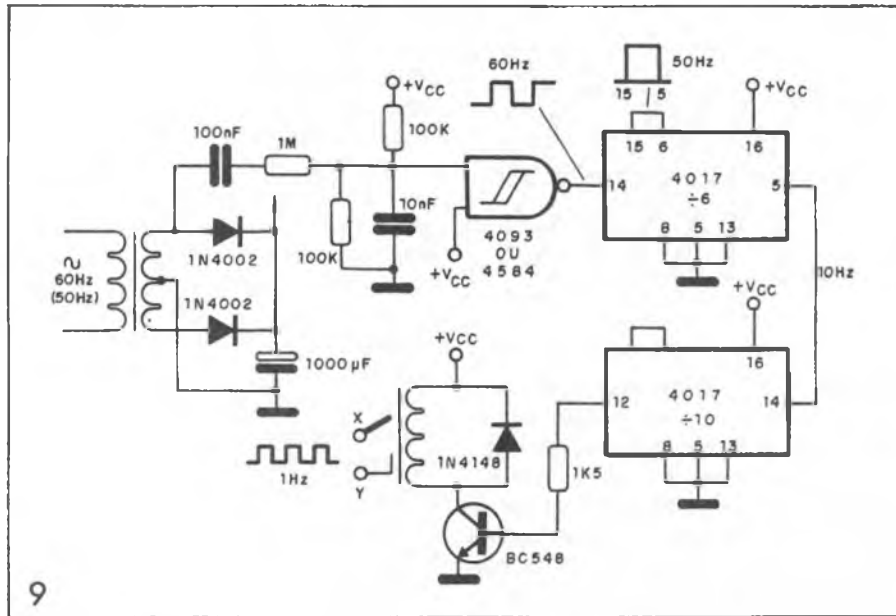 60Hz
50Hz
15 5
+VCC
+VCC
100nF
1M
100K
15 6
16
14
4017
÷6
5
10nF
8 5 13
100K
1N4002
4093
OU
4584
+VCC
~
60Hz
(50Hz)
1N4002
10Hz
+VCC
+VCC
1000µF
16
12
4017
÷10
14
X
1N4148
1K5
8 5 13
1Hz
Y
BC548
9